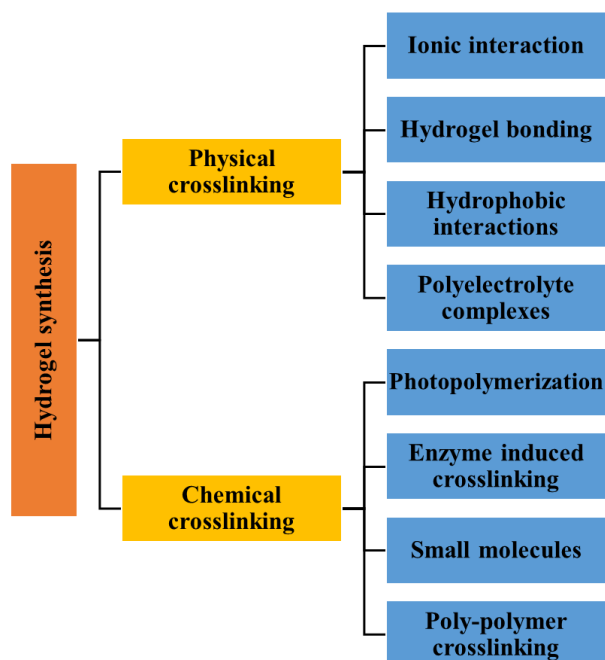 Hydrogel synthesis
Physical
crosslinking
Ionic interaction
Hydrogel bonding
Hydrophobic
interactions
Polyelectrolyte
complexes
Chemical
crosslinking
Photopolymerization
Enzyme induced
crosslinking
Small molecules
Poly-polymer
crosslinking